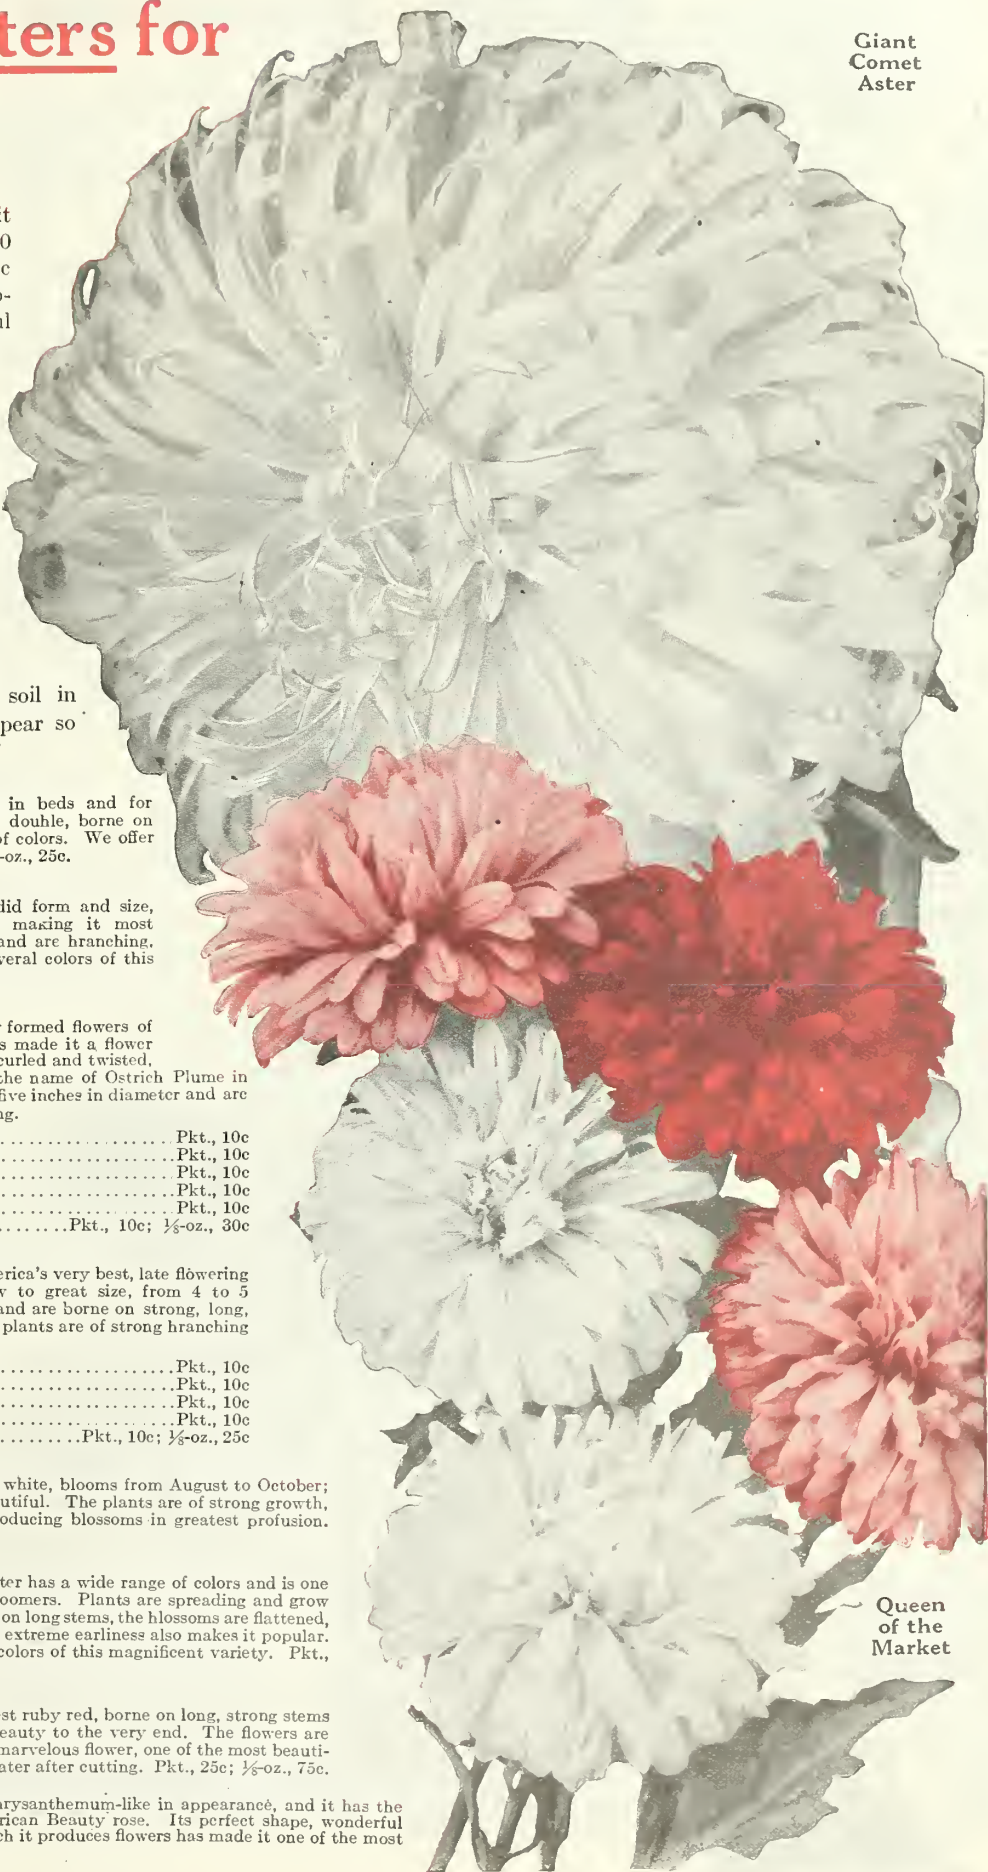 ters for
Giant
Comet
Aster
it
0
c
o-
al
soil in
pear so
in beds and for
douhle, borne on
of colors. We offer
-oz., 25c.
did form and size,
making it most
and are hranching,
veral colors of this
formed flowers of
s made it a flower
curled and twisted,
the name of Ostrich Plume in
five inches in diameter and are
ng.
Pkt., 10c
Pkt., 10c
Pkt., 10c
Pkt., 10c
Pkt., 10c
Pkt., 10c; ⅛-oz., 30c
erica's very best, late flowering
w to great size, from 4 to 5
and are borne on strong, long,
plants are of strong hranching
Pkt., 10c
Pkt., 10c
Pkt., 10c
Pkt., 10c
Pkt., 10c; ⅛-oz., 25c
white, blooms from August to October;
utiful. The plants are of strong growth,
oducing blossoms in greatest profusion.
ter has a wide range of colors and is one
oomers. Plants are spreading and grow
on long stems, the hlossoms are flattened,
extreme earliness also makes it popular.
colors of this magnificent variety. Pkt.,
Queen
of the
Market
st ruby red, borne on long, strong stems
eauty to the very end. The flowers are
marvelous flower, one of the most beauti-
ater after cutting. Pkt., 25c; ⅛-oz., 75c.
hrysanthemum-like in appearance, and it has the
rican Beauty rose. Its perfect shape, wonderful
ch it produces flowers has made it one of the most